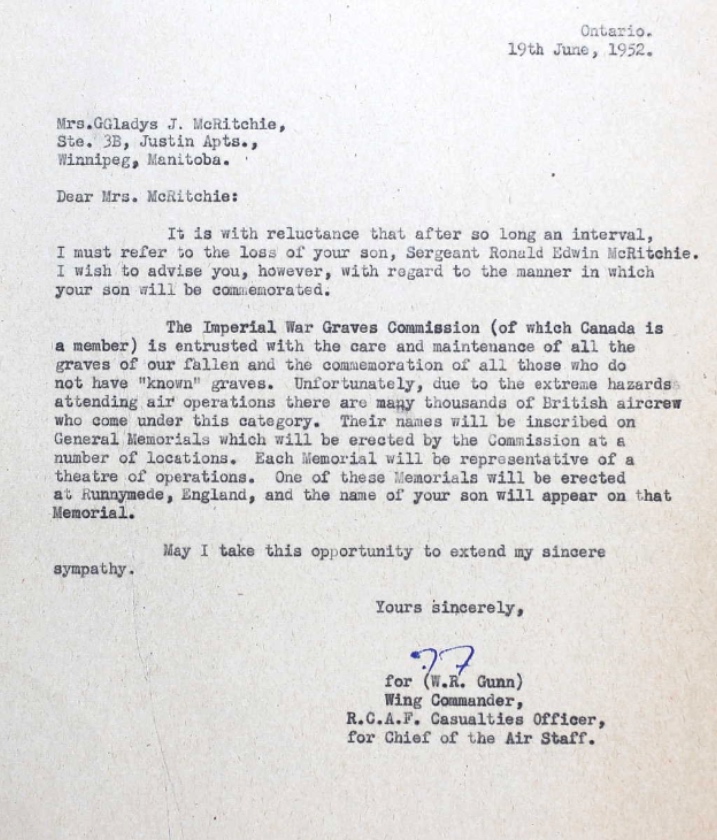 Ontario.
19th June, 1952.
Mrs.GGladys J. McRitchie,
Ste. 3B, Justin Apts.,
Winnipeg, Manitoba.
Dear Mrs. McRitchie:
It is with reluctance that after so long an interval,
I must refer to the loss of your son, Sergeant Ronald Edwin McRitchie.
I wish to advise you, however, with regard to the manner in which
your son will be commemorated.
The Imperial War Graves Commission (of which Canada is
a member) is entrusted with the care and maintenance of all the
graves of our fallen and the commemoration of all those who do
not have "known" graves. Unfortunately, due to the extreme hazards
attending air operations there are many thousands of British aircrew
who come under this category. Their names will be inscribed on
General Memorials which will be erected by the Commission at a
number of locations. Each Memorial will be representative of a
theatre of operations. One of these Memorials will be erected
at Runnymede, England, and the name of your son will appear on that
Memorial.
May I take this opportunity to extend my sincere
sympathy.
Yours sincerely,
for (W.R. Gunn)
Wing Commander,
R.C.A.F. Casualties Officer,
for Chief of the Air Staff.